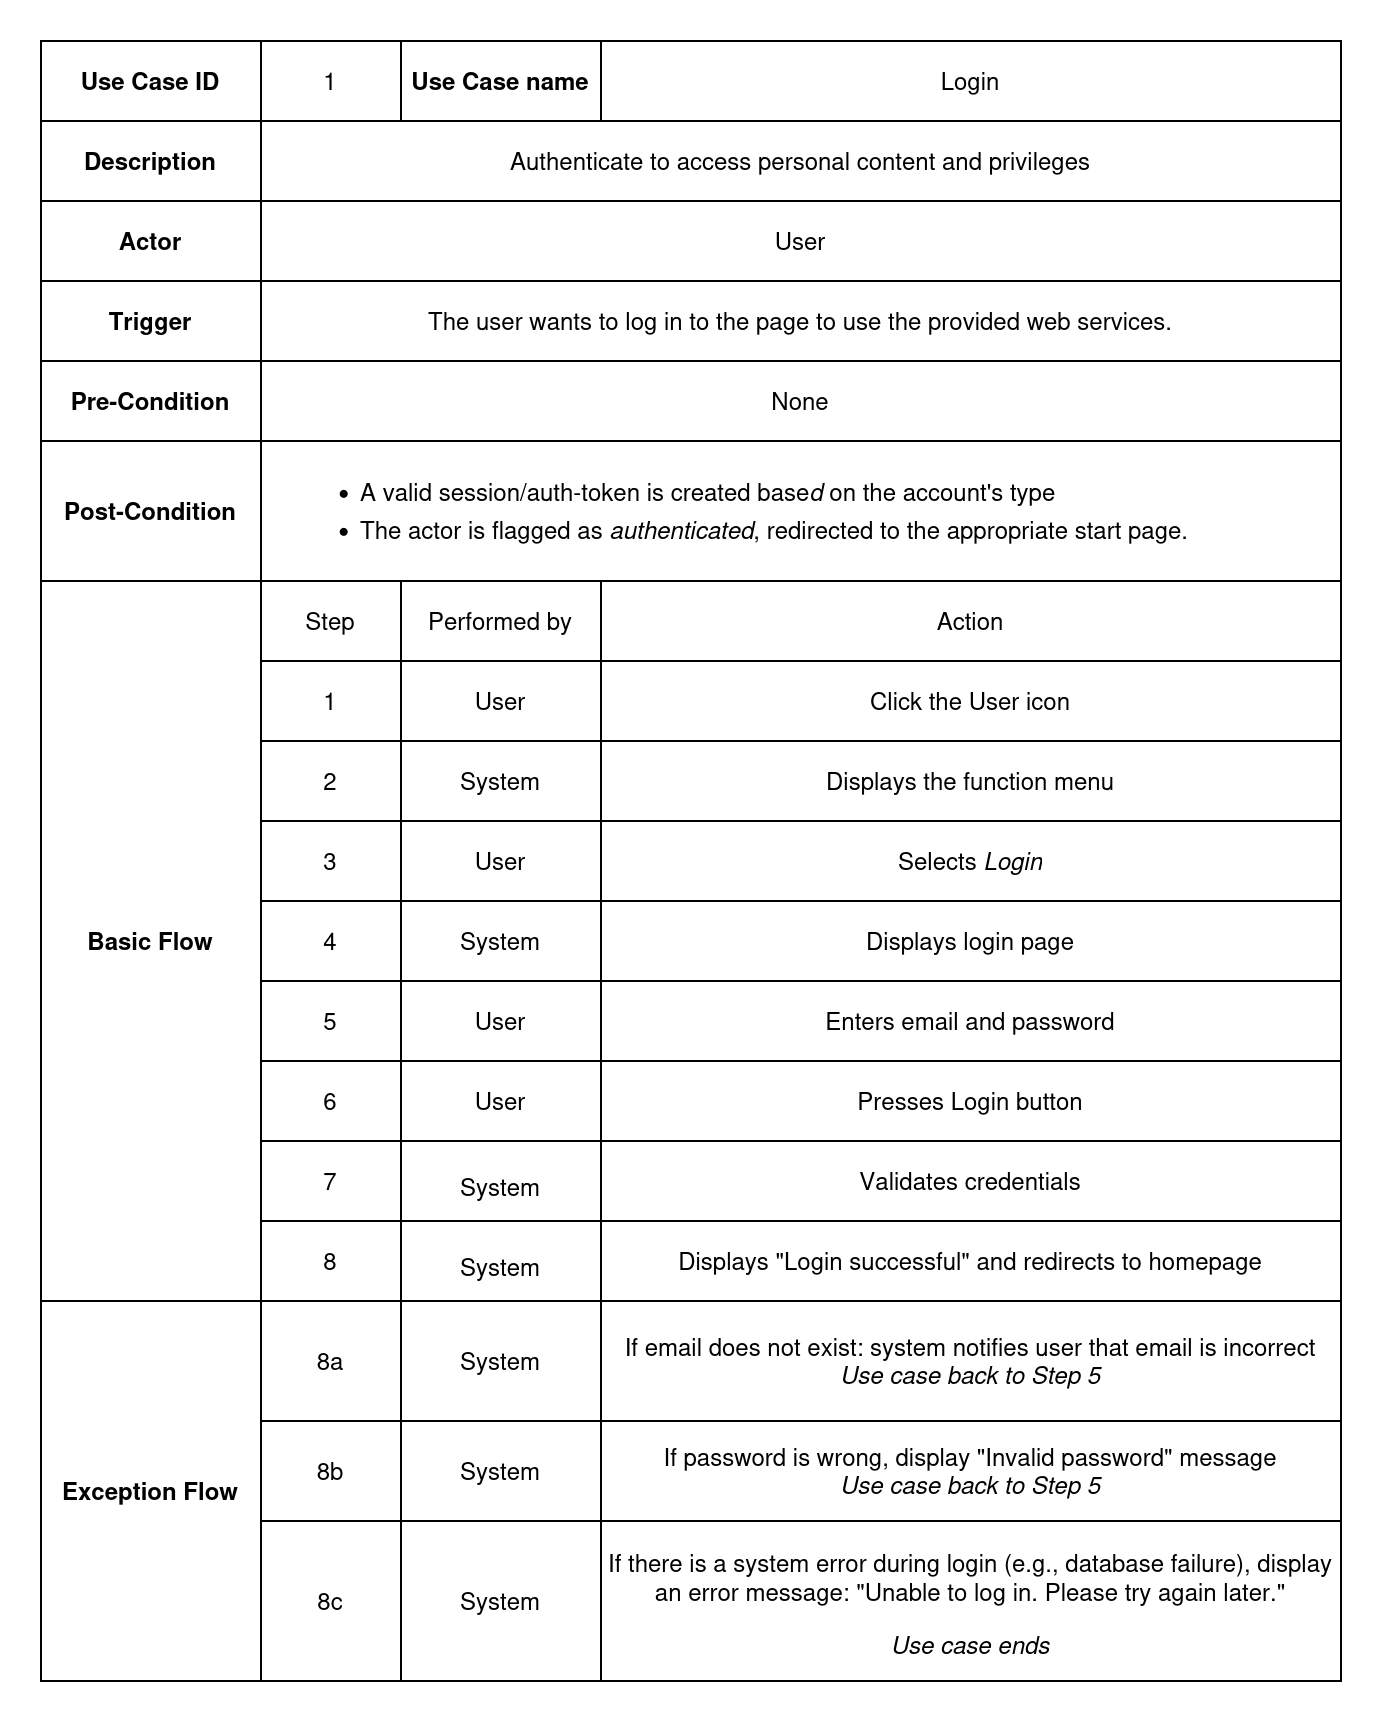 Use Case ID 1 Use Case name Login
Description Authenticate to access personal content and privileges
Actor User
Trigger The user wants to log in to the page to use the provided web services.
Pre-Condition None
Post-Condition
• A valid session/auth-token is created based on the account's type
• The actor is flagged as authenticated, redirected to the appropriate start page.
Basic Flow
Step Performed by Action
1 User Click the User icon
2 System Displays the function menu
3 User Selects Login
4 System Displays login page
5 User Enters email and password
6 User Presses Login button
7 System Validates credentials
8 System Displays "Login successful" and redirects to homepage
Exception Flow
8a System If email does not exist: system notifies user that email is incorrect
Use case back to Step 5
8b System If password is wrong, display "Invalid password" message
Use case back to Step 5
8c System If there is a system error during login (e.g., database failure), display
an error message: "Unable to log in. Please try again later."
Use case ends